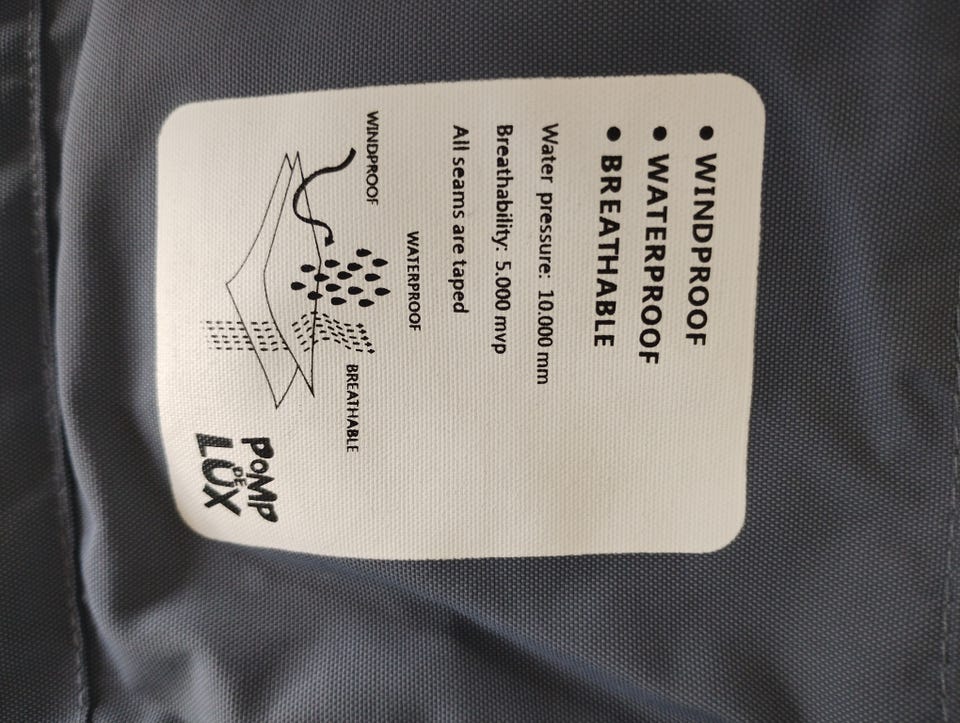 • WINDPROOF
• WATERPROOF
• BREATHABLE
Water pressure: 10.000 mm
Breathability: 5.000 mvp
All seams are taped
WATERPROOF
WINDPROOF
BREATHABLE
POMP
DE
LUX